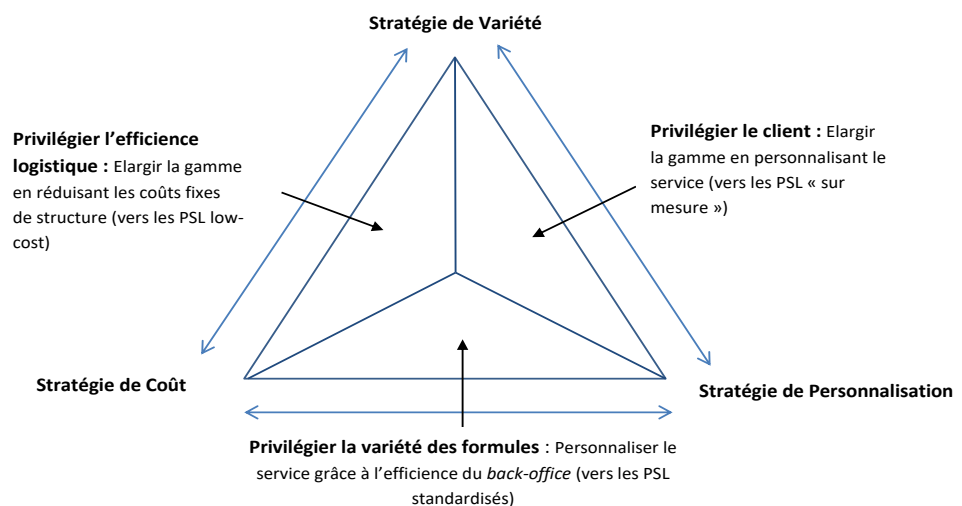 Stratégie de Variété
Privilégier l’efficience
logistique : Elargir la gamme
en réduisant les coûts fixes
de structure (vers les PSL low-
cost)
Privilégier le client : Elargir
la gamme en personnalisant le
service (vers les PSL « sur
mesure »)
Stratégie de Coût
Stratégie de Personnalisation
Privilégier la variété des formules : Personnaliser le
service grâce à l’efficience du back-office (vers les PSL
standardisés)